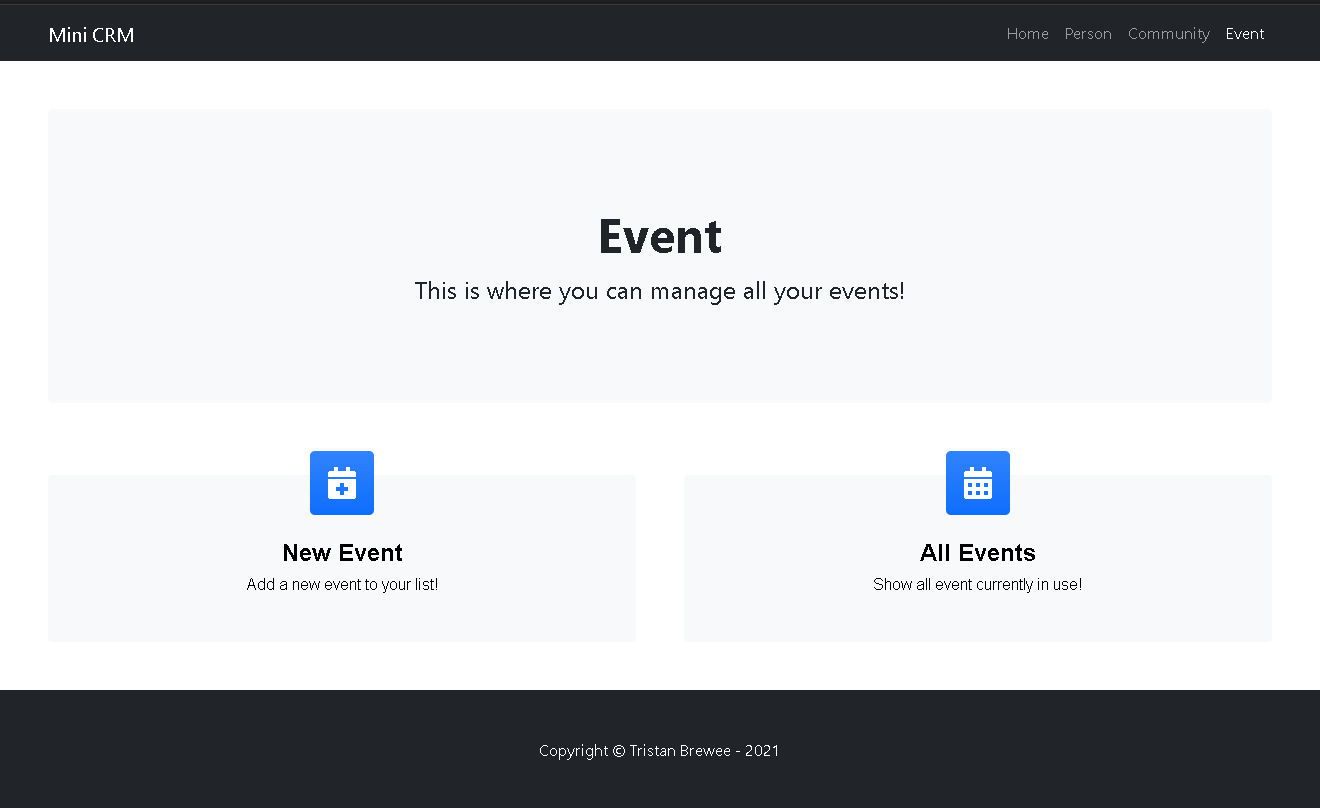 Mini CRM
Home Person Community Event
Event
This is where you can manage all your events!
New Event
Add a new event to your list!
All Events
Show all event currently in use!
Copyright © Tristan Brewee - 2021